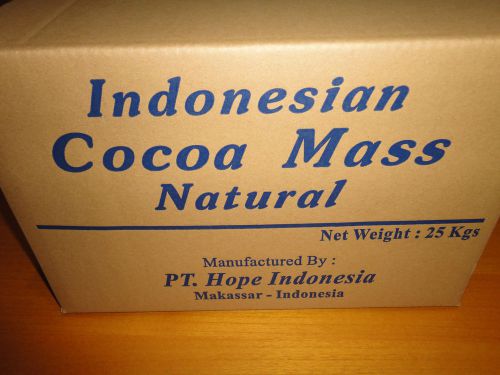 Indonesian
Cocoa Mass
Natural
Net Weight : 25 Kgs
Manufactured By :
PT. Hope Indonesia
Makassar - Indonesia